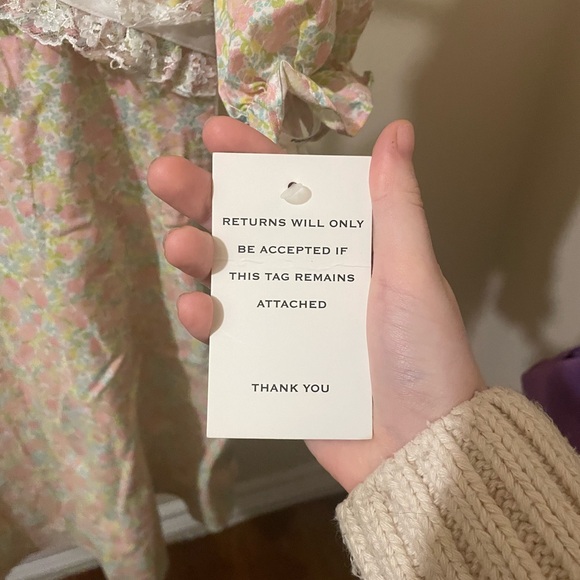 RETURNS WILL ONLY
BE ACCEPTED IF
THIS TAG REMAINS
ATTACHED
THANK YOU